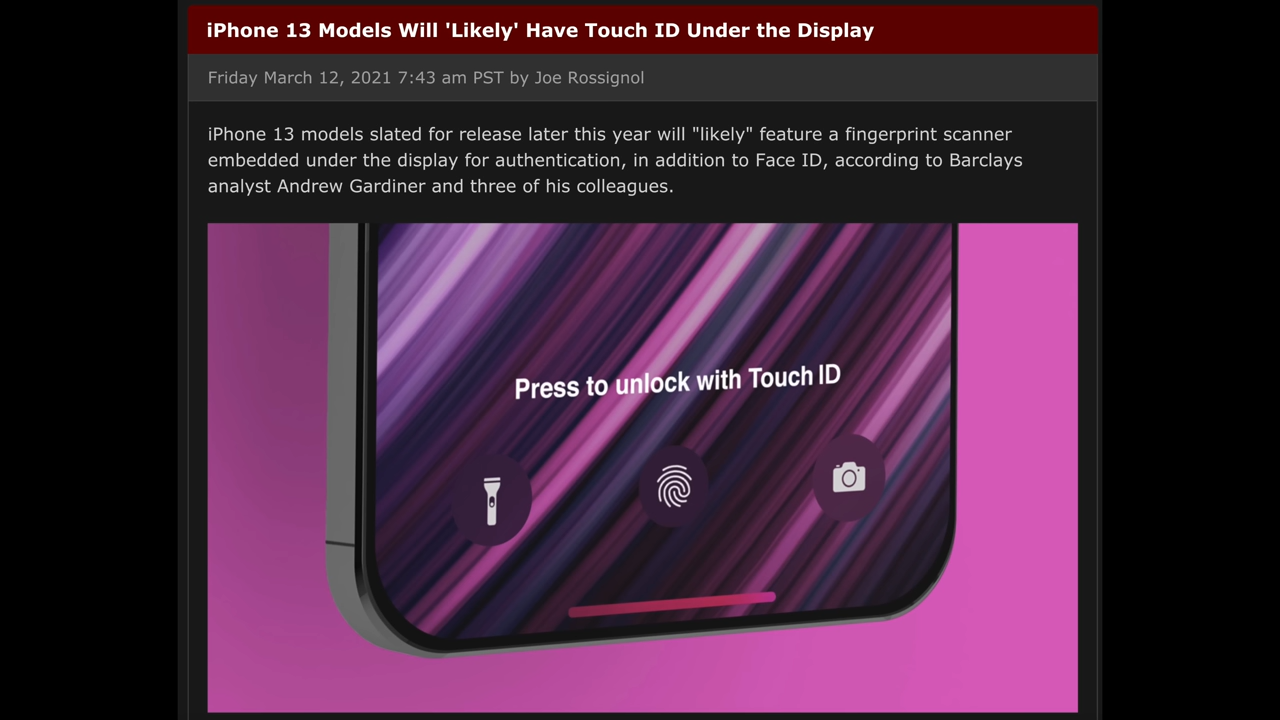 iPhone 13 Models Will 'Likely' Have Touch ID Under the Display
Friday March 12, 2021 7:43 am PST by Joe Rossignol
iPhone 13 models slated for release later this year will "likely" feature a fingerprint scanner
embedded under the display for authentication, in addition to Face ID, according to Barclays
analyst Andrew Gardiner and three of his colleagues.
Press to unlock with Touch ID